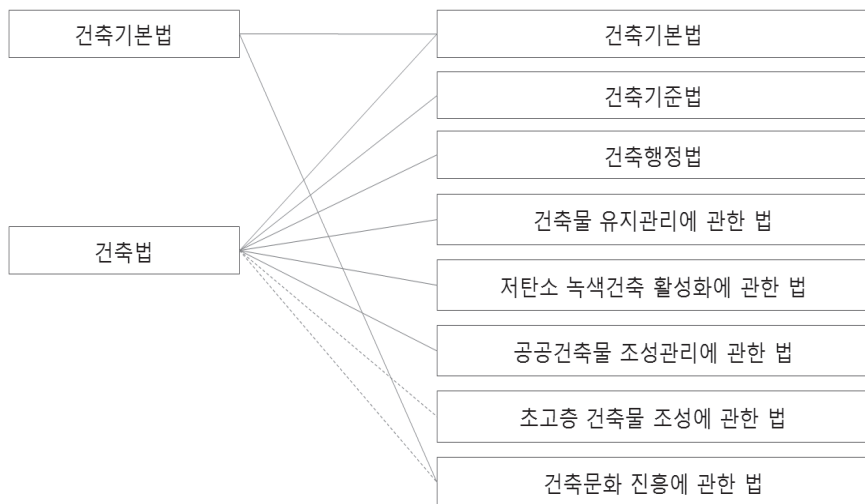 건축기본법
건축법
건축기본법
건축기준법
건축행정법
건축물 유지관리에 관한 법
저탄소 녹색건축 활성화에 관한 법
공공건축물 조성관리에 관한 법
초고층 건축물 조성에 관한 법
건축문화 진흥에 관한 법